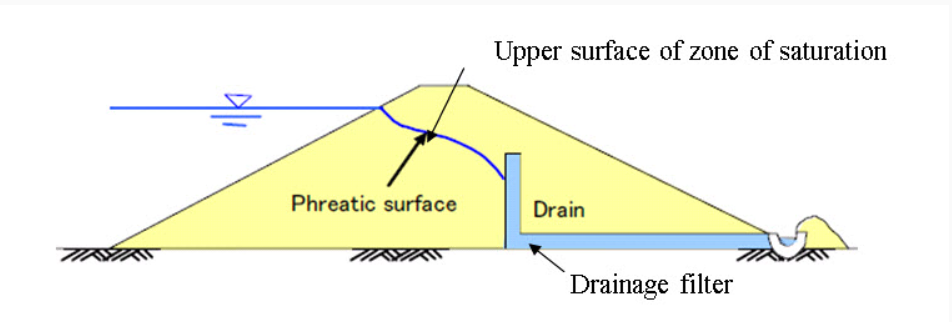 Upper surface of zone of saturation
Phreatic surface
Drain
Drainage filter